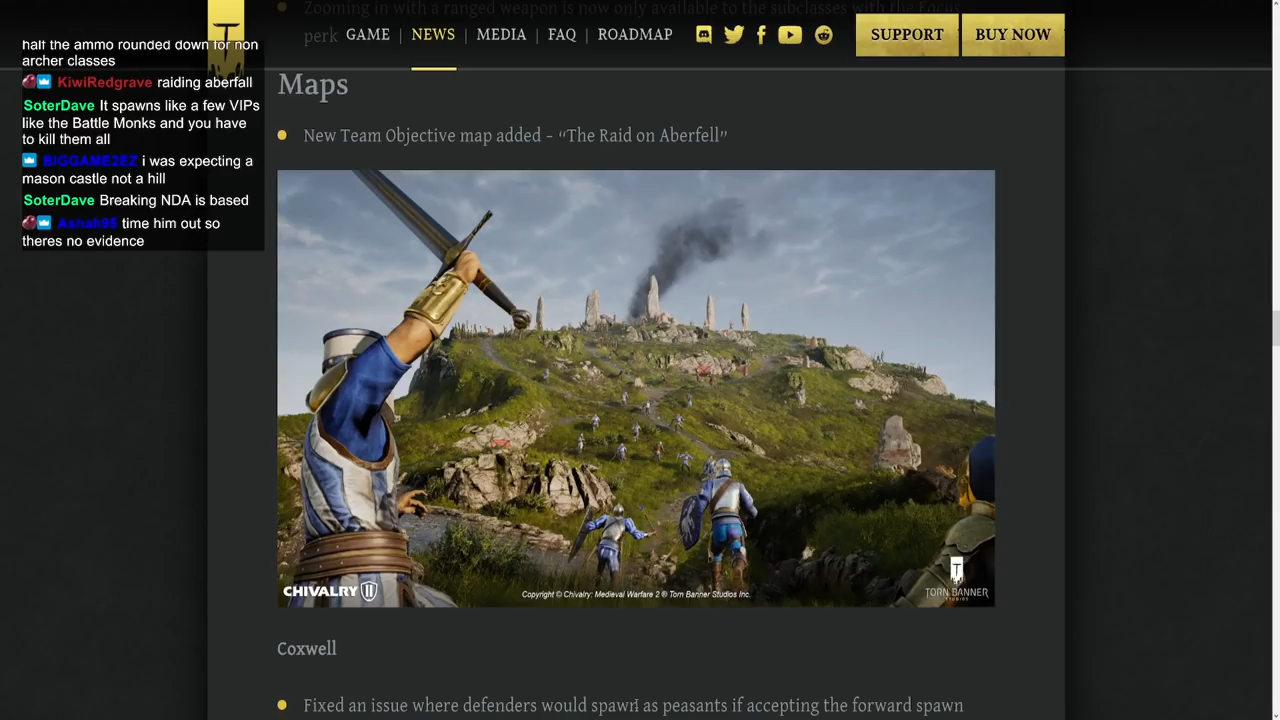 Zooming in with a ranged weapon is now only available to the subclasses with the Focus
perk
GAME | NEWS | MEDIA | FAQ | ROADMAP
SUPPORT
BUY NOW
half the ammo rounded down for non
archer classes
KiwiRedgrave raiding aberfall
SoterDave It spawns like a few VIPs
like the Battle Monks and you have
to kill them all
BIGGAME2EZ i was expecting a
mason castle not a hill
SoterDave Breaking NDA is based
Ashah95 time him out so
theres no evidence
Maps
New Team Objective map added – “The Raid on Aberfell”
CHIVALRY II
Copyright © Chivalry: Medieval Warfare 2 ® Torn Banner Studios Inc.
TORN BANNER
STUDIOS
Coxwell
Fixed an issue where defenders would spawn as peasants if accepting the forward spawn